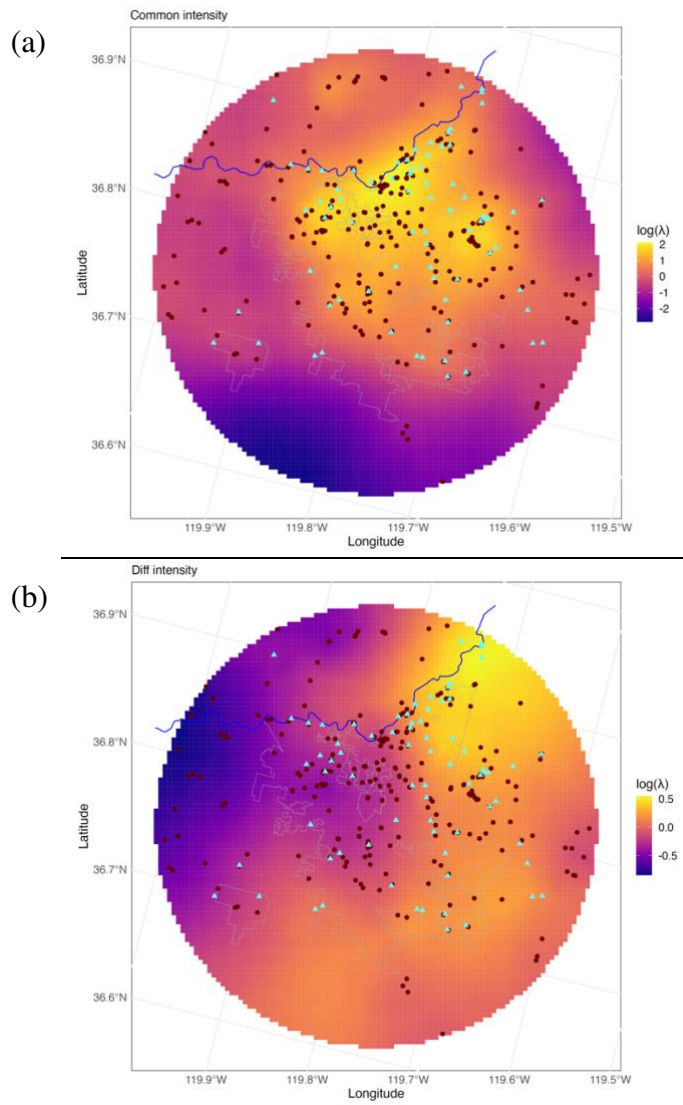 (a)
Common intensity
36.9°N
36.8°N
36.7°N
36.6°N
Latitude
119.9°W 119.8°W 119.7°W 119.6°W 119.5°W
Longitude
log(λ)
2
1
0
-1
-2
(b)
Diff intensity
36.9°N
36.8°N
36.7°N
36.6°N
Latitude
119.9°W 119.8°W 119.7°W 119.6°W 119.5°W
Longitude
log(λ)
0.5
0.0
-0.5